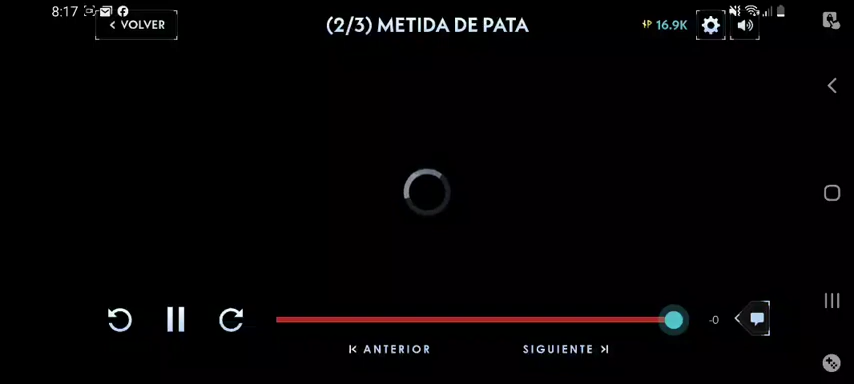 8:17
< VOLVER
(2/3) METIDA DE PATA
16.9K
-0
ANTERIOR
SIGUIENTE